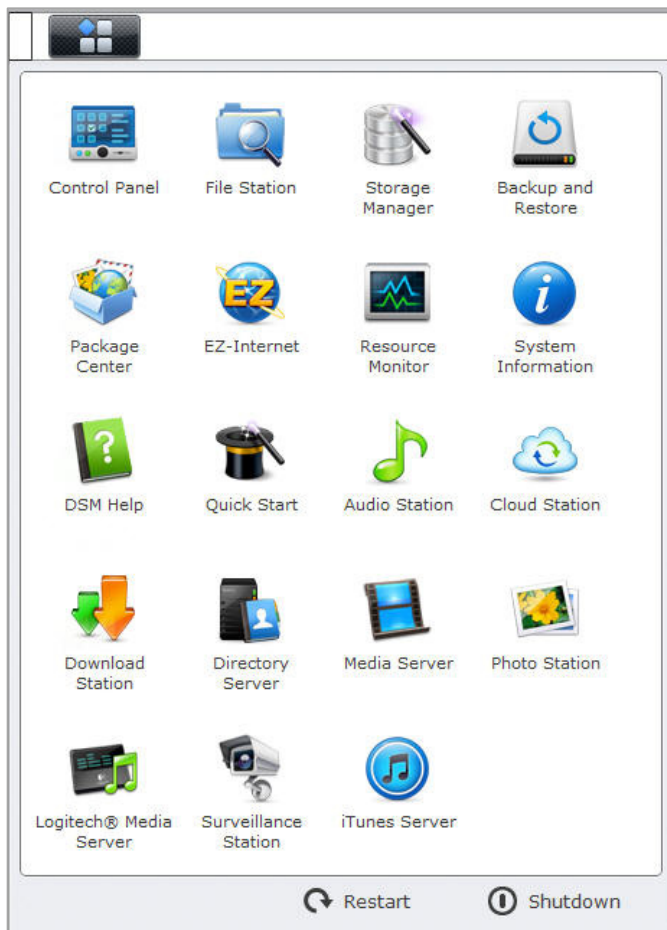 Control Panel
File Station
Storage
Manager
Backup and
Restore
Package
Center
EZ
EZ-Internet
Resource
Monitor
i
System
Information
?
DSM Help
Quick Start
Audio Station
Cloud Station
Download
Station
Directory
Server
Media Server
Photo Station
Logitech® Media
Server
Surveillance
Station
iTunes Server
Restart
Shutdown